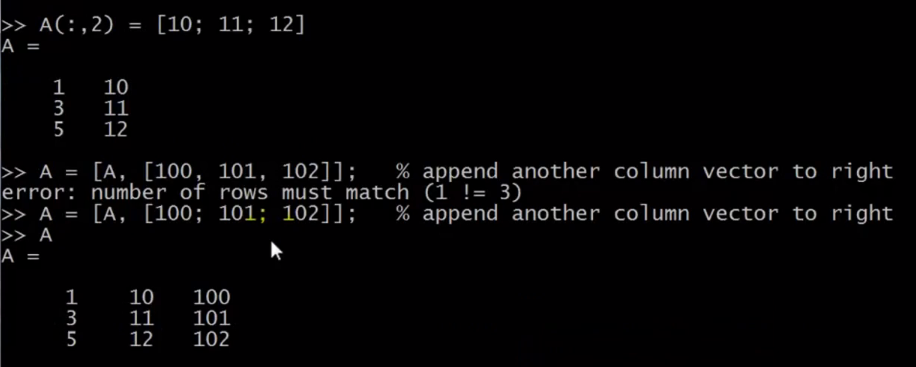 >> A(:,2) = [10; 11; 12]
A =
1 10
3 11
5 12
>> A = [A, [100, 101, 102]]; % append another column vector to right
error: number of rows must match (1 != 3)
>> A = [A, [100; 101; 102]]; % append another column vector to right
>> A
A =
1 10 100
3 11 101
5 12 102